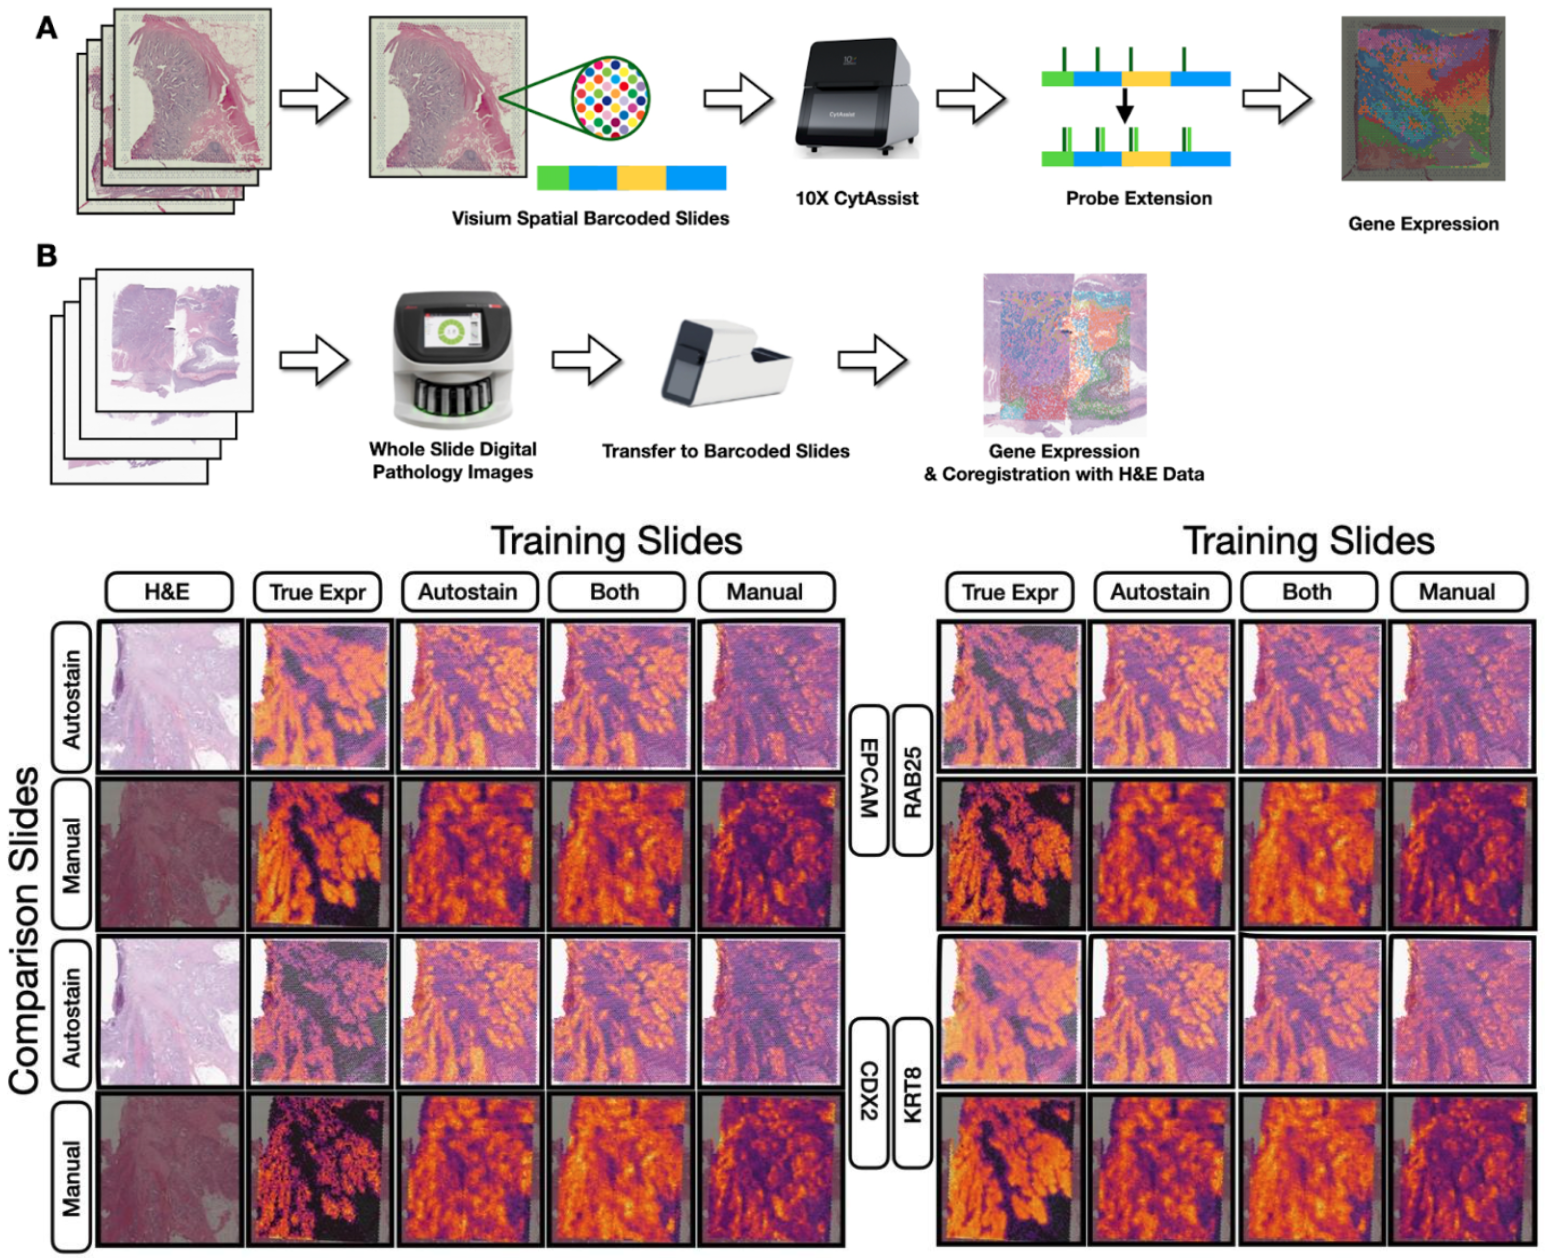 A
Visium Spatial Barcoded Slides
10X CytAssist
CytAssist
Probe Extension
Gene Expression
B
Whole Slide Digital
Pathology Images
Transfer to Barcoded Slides
Gene Expression
& Coregistration with H&E Data
Training Slides
Training Slides
H&E
True Expr
Autostain
Both
Manual
True Expr
Autostain
Both
Manual
Comparison Slides
Autostain
Manual
Autostain
Manual
EPCAM
RAB25
CDX2
KRT8